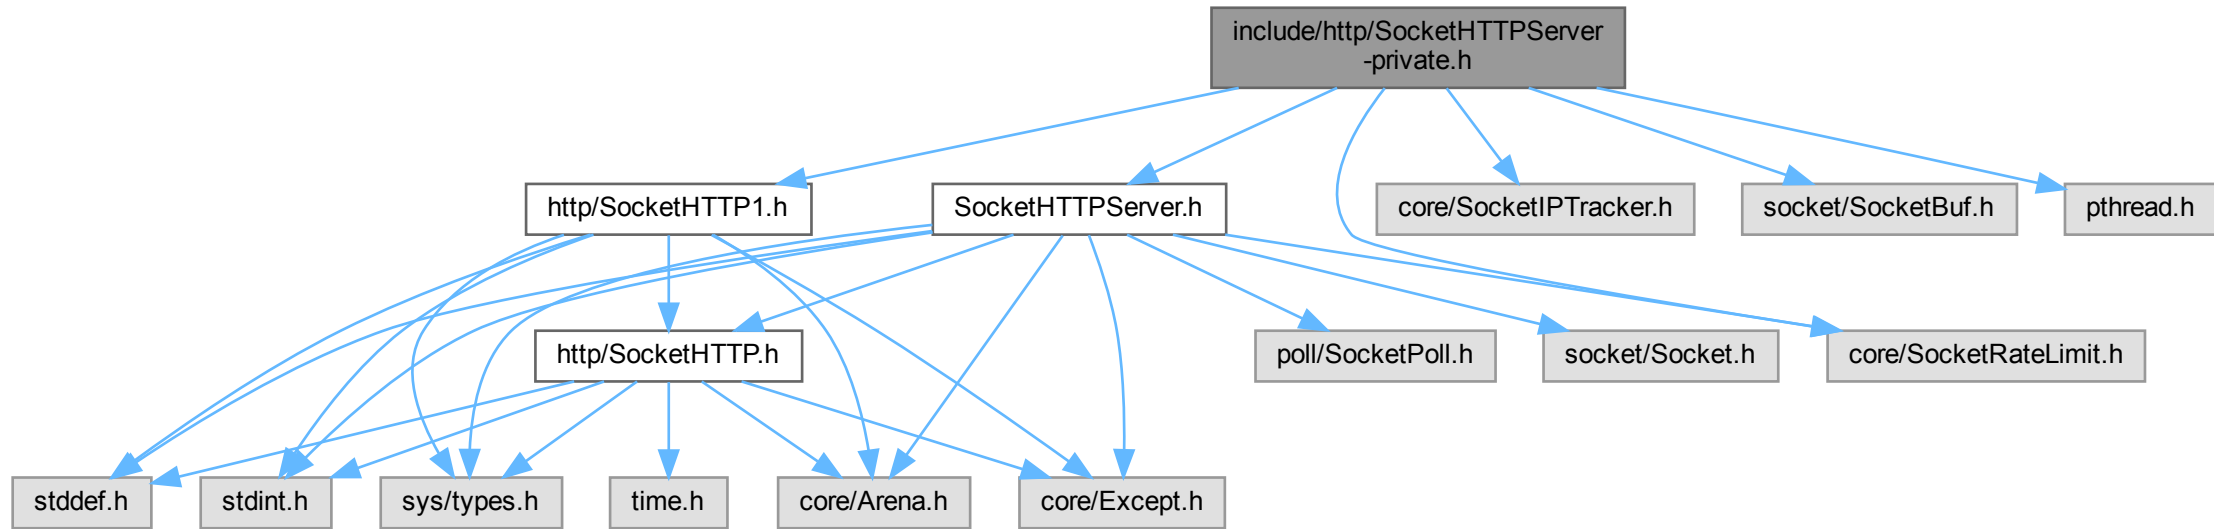 include/http/SocketHTTPServer
-private.h
http/SocketHTTP1.h
SocketHTTPServer.h
core/SocketIPTracker.h
socket/SocketBuf.h
pthread.h
http/SocketHTTP.h
poll/SocketPoll.h
socket/Socket.h
core/SocketRateLimit.h
stddef.h
stdint.h
sys/types.h
time.h
core/Arena.h
core/Except.h